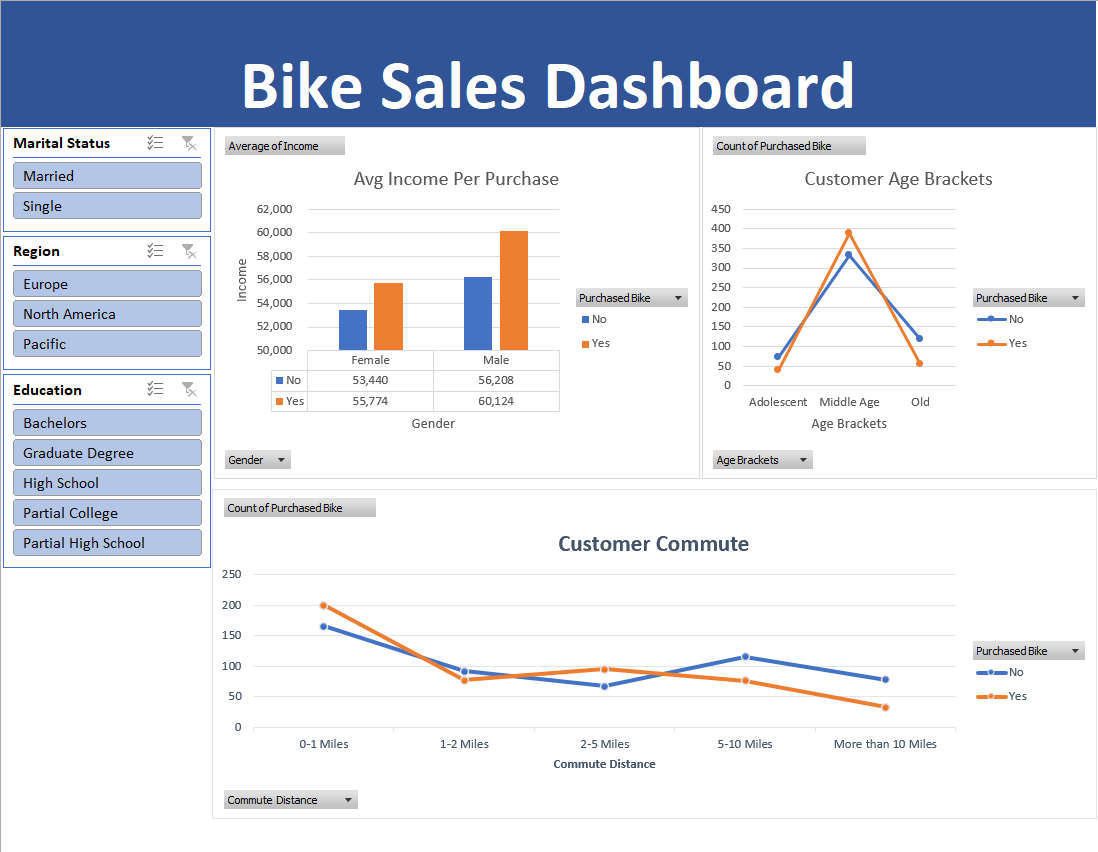 Bike Sales Dashboard
Marital Status
Married
Single
Region
Europe
North America
Pacific
Education
Bachelors
Graduate Degree
High School
Partial College
Partial High School
Average of Income
Avg Income Per Purchase
62,000
60,000
58,000
56,000
54,000
52,000
50,000
Income
Female Male
No 53,440 56,208
Yes 55,774 60,124
Gender
Purchased Bike
No
Yes
Gender
Count of Purchased Bike
Customer Age Brackets
450
400
350
300
250
200
150
100
50
0
Adolescent Middle Age Old
Age Brackets
Purchased Bike
No
Yes
Age Brackets
Count of Purchased Bike
Customer Commute
250
200
150
100
50
0
0-1 Miles 1-2 Miles 2-5 Miles 5-10 Miles More than 10 Miles
Commute Distance
Purchased Bike
No
Yes
Commute Distance